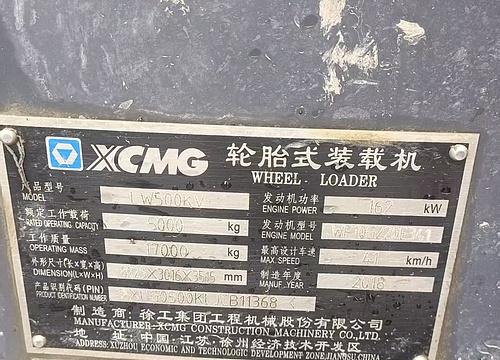 XCMG 轮胎式装载机
WHEEL LOADER
产品型号
MODEL
LW500KV
发动机功率
ENGINE POWER
162 kW
额定工作载荷
RATED OPERATING CAPACITY
5000 kg
发动机型号
ENGINE MODEL
工作质量
OPERATING MASS
17000 kg
最高设计车速
MAX. SPEED
41 km/h
外形尺寸(长×宽×高)
DIMENSION(L×W×H)
mm
制造年度
MANUF. YEAR
2018
产品识别代码(PIN)
PRODUCT IDENTIFICATION NUMBER
制造商:徐工集团工程机械股份有限公司
MANUFACTURER:XCMG CONSTRUCTION MACHINERY CO.,LTD.
地址:中国·江苏·徐州经济技术开发区
ADDRESS:XUZHOU ECONOMIC AND TECHNOLOGIC DEVELOPMENT ZONE,JIANGSU,CHINA